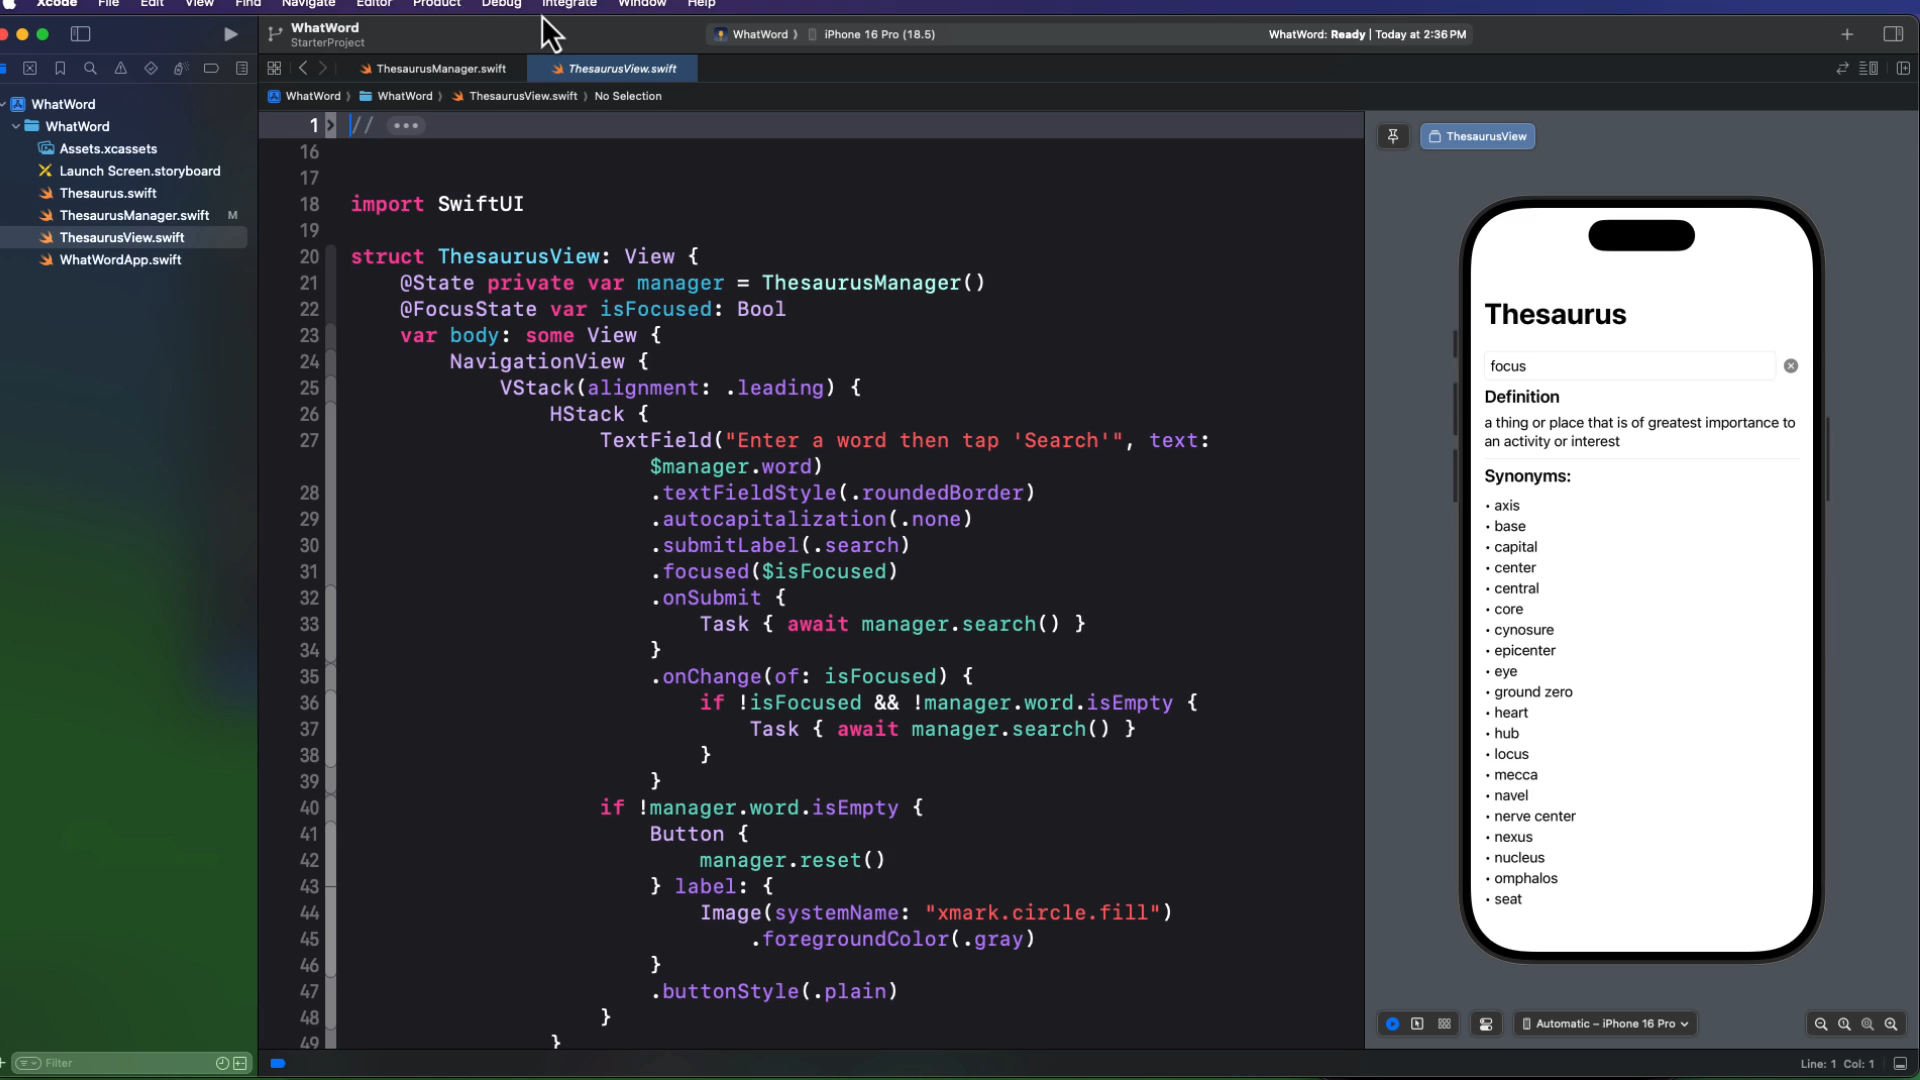 Xcode File Edit View Find Navigate Editor Product Debug Integrate Window Help
WhatWord
StarterProject
WhatWord
iPhone 16 Pro (18.5)
WhatWord: Ready | Today at 2:36 PM
ThesaurusManager.swift
ThesaurusView.swift
WhatWord
WhatWord
ThesaurusView.swift
No Selection
WhatWord
WhatWord
Assets.xcassets
Launch Screen.storyboard
Thesaurus.swift
ThesaurusManager.swift M
ThesaurusView.swift
WhatWordApp.swift
Filter
1 // •••
16
17
18 import SwiftUI
19
20 struct ThesaurusView: View {
21 @State private var manager = ThesaurusManager()
22 @FocusState var isFocused: Bool
23 var body: some View {
24 NavigationView {
25 VStack(alignment: .leading) {
26 HStack {
27 TextField("Enter a word then tap 'Search'", text:
$manager.word)
28 .textFieldStyle(.roundedBorder)
29 .autocapitalization(.none)
30 .submitLabel(.search)
31 .focused($isFocused)
32 .onSubmit {
33 Task { await manager.search() }
34 }
35 .onChange(of: isFocused) {
36 if !isFocused && !manager.word.isEmpty {
37 Task { await manager.search() }
38 }
39 }
40 if !manager.word.isEmpty {
41 Button {
42 manager.reset()
43 } label: {
44 Image(systemName: "xmark.circle.fill")
45 .foregroundColor(.gray)
46 }
47 .buttonStyle(.plain)
48 }
49 }
ThesaurusView
Thesaurus
focus
Definition
a thing or place that is of greatest importance to
an activity or interest
Synonyms:
• axis
• base
• capital
• center
• central
• core
• cynosure
• epicenter
• eye
• ground zero
• heart
• hub
• locus
• mecca
• navel
• nerve center
• nexus
• nucleus
• omphalos
• seat
Automatic – iPhone 16 Pro
Line: 1 Col: 1